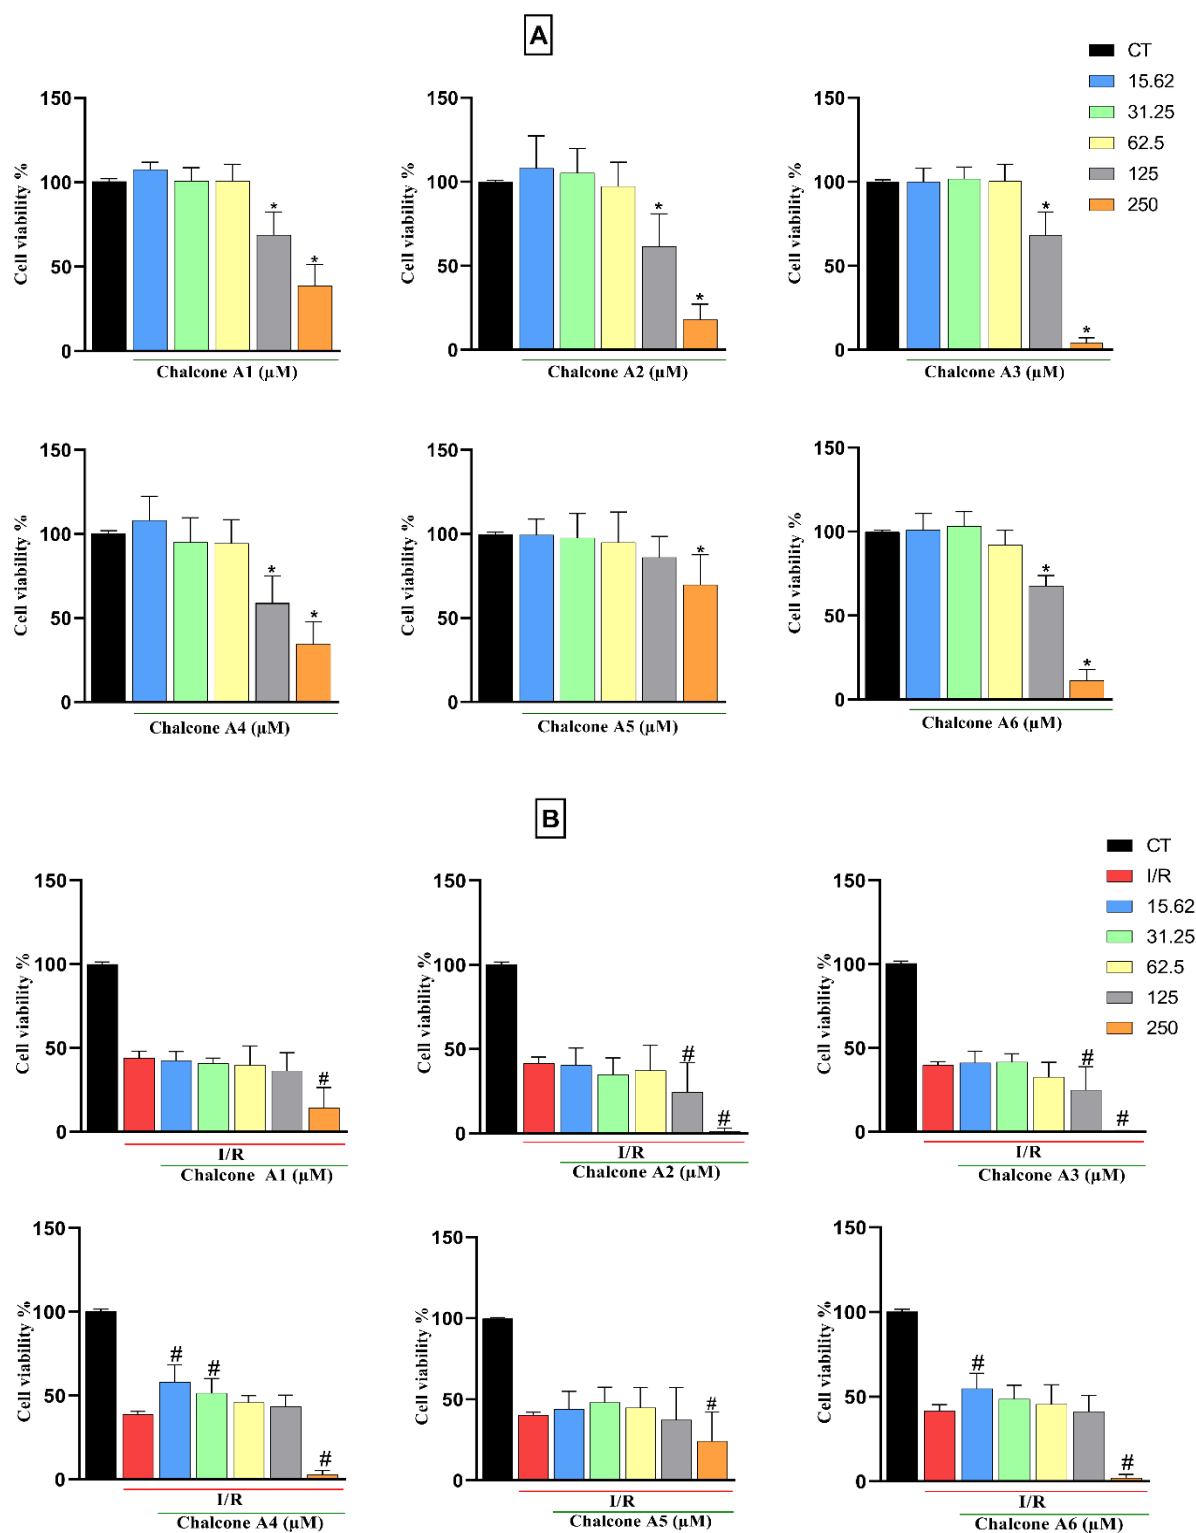 A
CT
15.62
31.25
62.5
125
250
Cell viability %
150
100
50
0
*
*
Chalcone A1 (µM)
Cell viability %
150
100
50
0
*
*
Chalcone A2 (µM)
Cell viability %
150
100
50
0
*
*
Chalcone A3 (µM)
Cell viability %
150
100
50
0
*
*
Chalcone A4 (µM)
Cell viability %
150
100
50
0
*
Chalcone A5 (µM)
Cell viability %
150
100
50
0
*
*
Chalcone A6 (µM)
B
CT
I/R
15.62
31.25
62.5
125
250
Cell viability %
150
100
50
0
#
I/R
Chalcone A1 (µM)
Cell viability %
150
100
50
0
#
#
I/R
Chalcone A2 (µM)
Cell viability %
150
100
50
0
#
#
I/R
Chalcone A3 (µM)
Cell viability %
150
100
50
0
#
#
#
I/R
Chalcone A4 (µM)
Cell viability %
150
100
50
0
#
I/R
Chalcone A5 (µM)
Cell viability %
150
100
50
0
#
#
I/R
Chalcone A6 (µM)